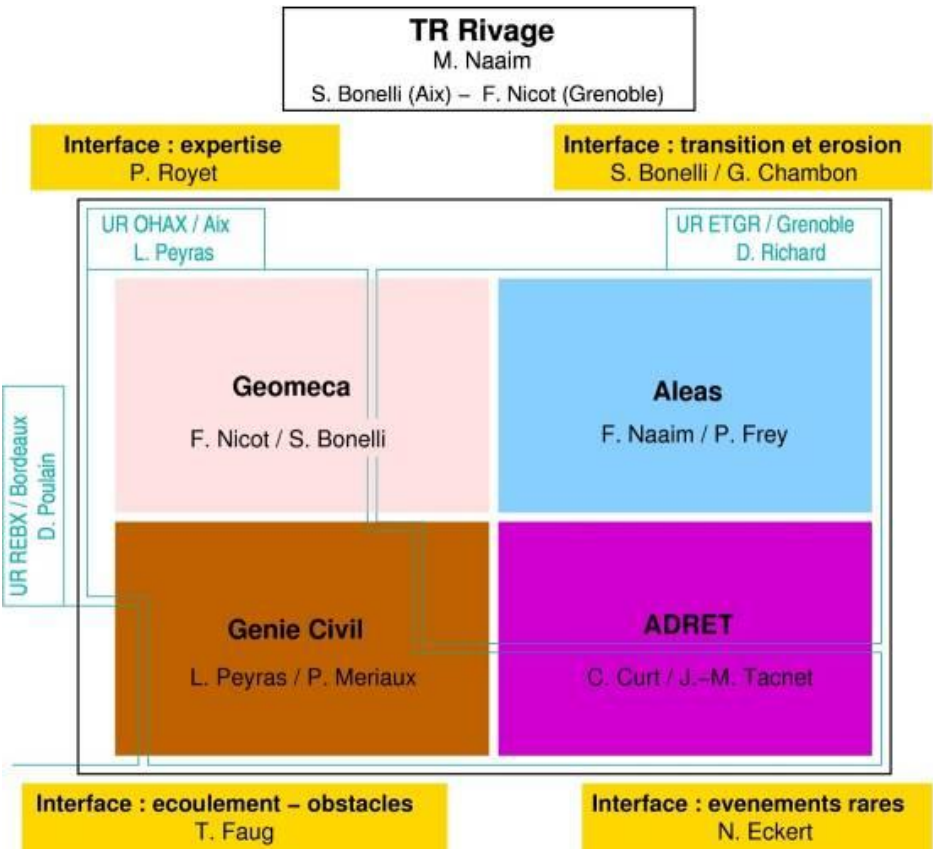 TR Rivage
M. Naaim
S. Bonelli (Aix) – F. Nicot (Grenoble)
Interface : expertise
P. Royet
Interface : transition et erosion
S. Bonelli / G. Chambon
UR OHAX / Aix
L. Peyras
UR ETGR / Grenoble
D. Richard
Geomeca
F. Nicot / S. Bonelli
Aleas
F. Naaim / P. Frey
UR REBX / Bordeaux
D. Poulain
Genie Civil
L. Peyras / P. Meriaux
ADRET
C. Curt / J.–M. Tacnet
Interface : ecoulement – obstacles
T. Faug
Interface : evenements rares
N. Eckert